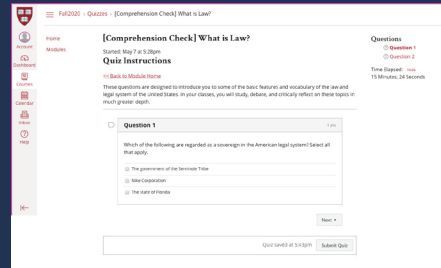 Fall2020 › Quizzes › [Comprehension Check] What is Law?
Account
Dashboard
Courses
Calendar
Inbox
Help
Home
Modules
[Comprehension Check] What is Law?
Started: May 7 at 5:28pm
Quiz Instructions
<< Back to Module Home
These questions are designed to introduce you to some of the basic features and vocabulary of the law and
legal system of the United States. In your classes, you will study, debate, and critically reflect on these topics in
much greater depth.
Question 1
1 pts
Which of the following are regarded as a sovereign in the American legal system? Select all
that apply.
The government of the Seminole Tribe
Nike Corporation
The state of Florida
Next ▸
Quiz saved at 5:43pm
Submit Quiz
Questions
Question 1
Question 2
Time Elapsed: Hide
15 Minutes, 24 Seconds